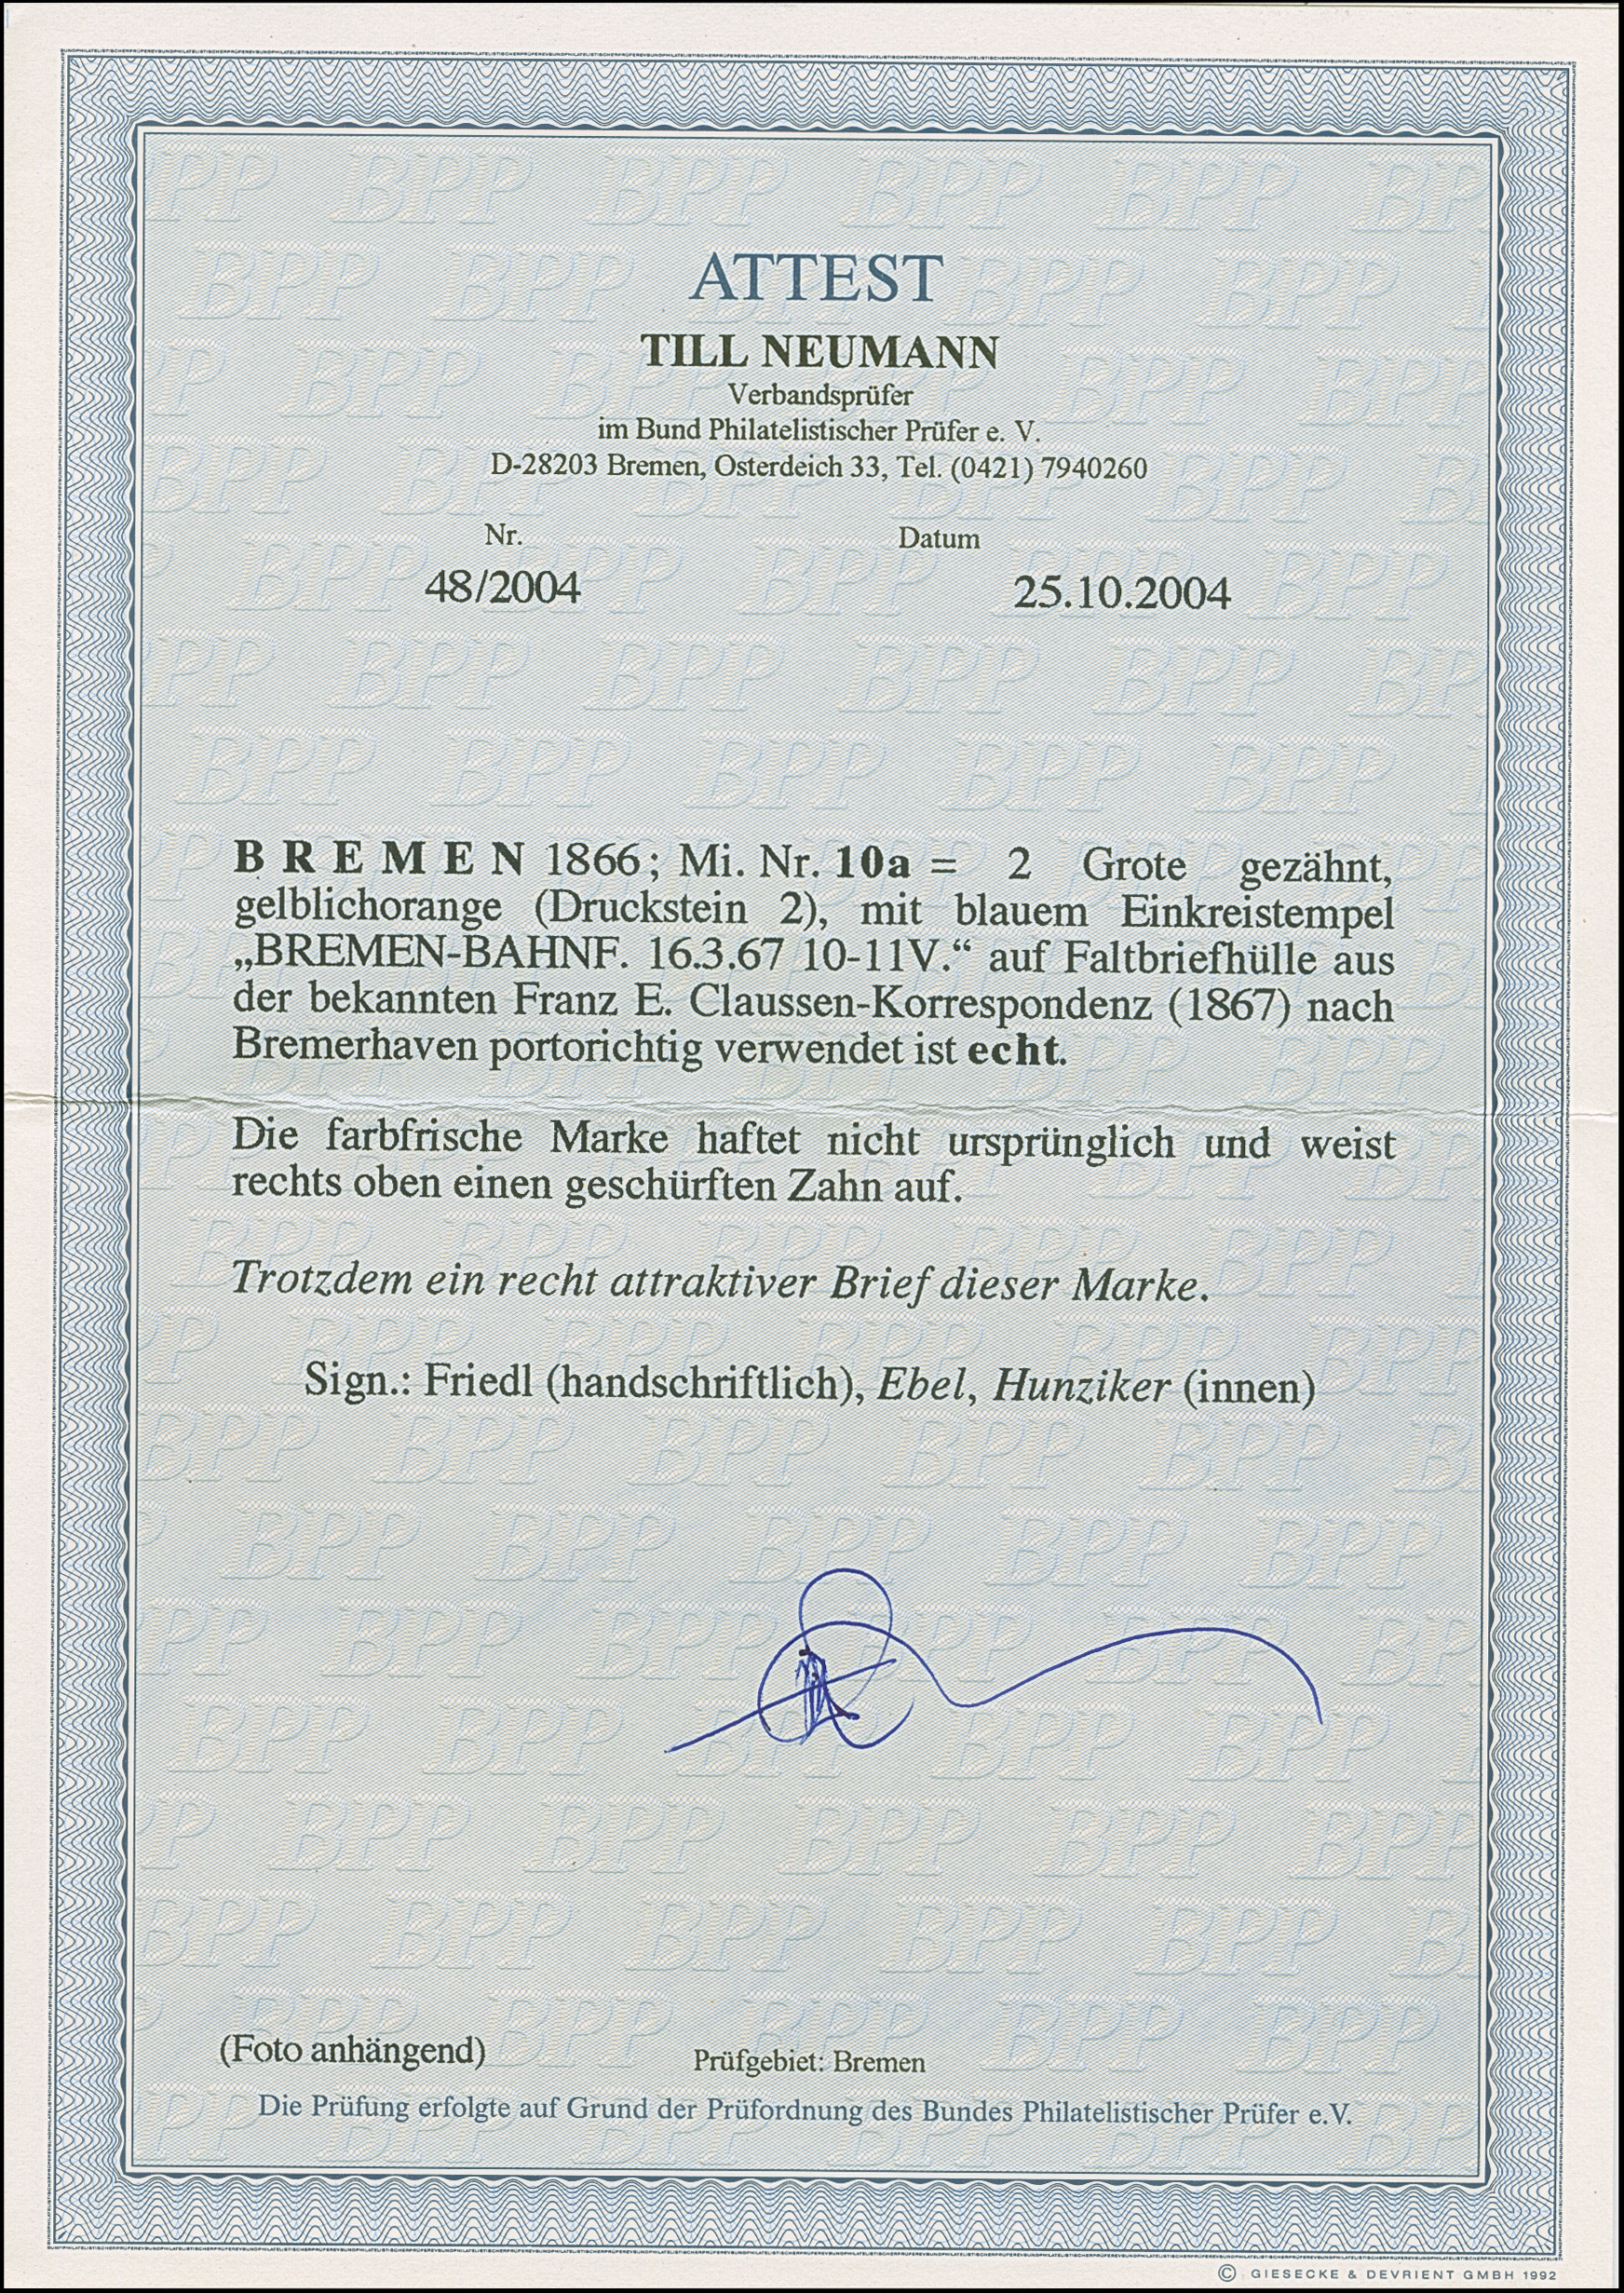 ATTEST
TILL NEUMANN
Verbandsprüfer
im Bund Philatelistischer Prüfer e. V.
D-28203 Bremen, Osterdeich 33, Tel. (0421) 7940260
Nr. Datum
48/2004 25.10.2004
BREMEN 1866; Mi. Nr. 10a = 2 Grote gezähnt,
gelblichorange (Druckstein 2), mit blauem Einkreistempel
„BREMEN-BAHNF. 16.3.67 10-11V.“ auf Faltbriefhülle aus
der bekannten Franz E. Claussen-Korrespondenz (1867) nach
Bremerhaven portorichtig verwendet ist echt.
Die farbfrische Marke haftet nicht ursprünglich und weist
rechts oben einen geschürften Zahn auf.
Trotzdem ein recht attraktiver Brief dieser Marke.
Sign.: Friedl (handschriftlich), Ebel, Hunziker (innen)
(Foto anhängend) Prüfgebiet: Bremen
Die Prüfung erfolgte auf Grund der Prüfordnung des Bundes Philatelistischer Prüfer e.V.
© GIESECKE & DEVRIENT GMBH 1992